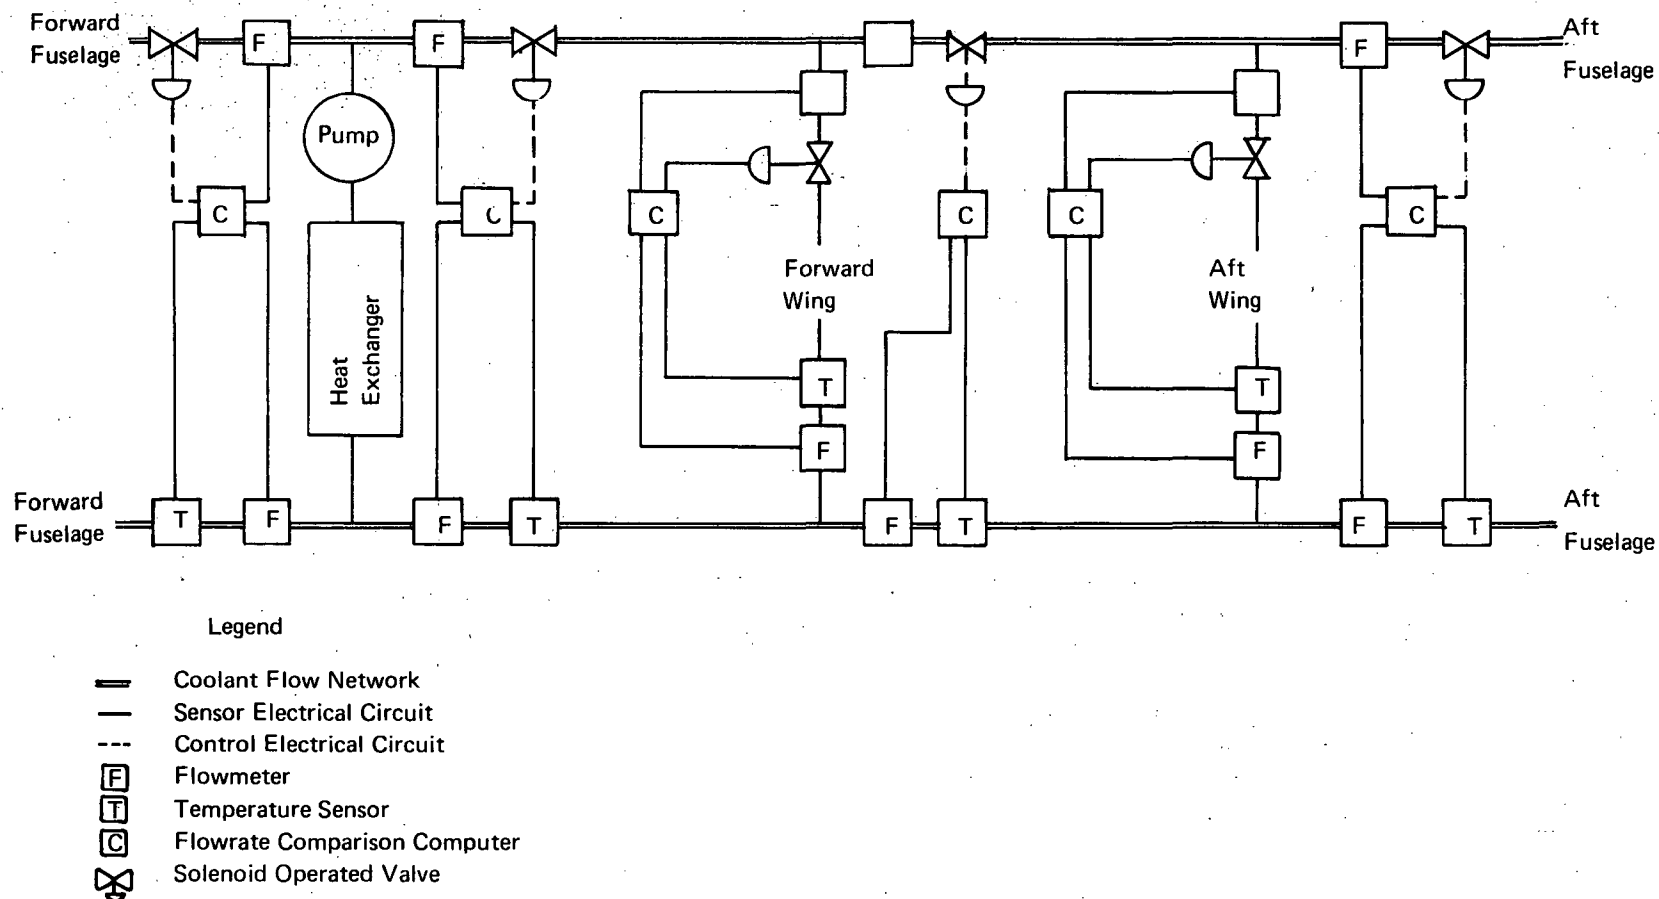 Forward
Fuselage
F
F
F
Aft
Fuselage
Pump
C
C
C
C
C
C
Forward
Wing
Aft
Wing
Heat
Exchanger
T
T
F
F
Forward
Fuselage
T
F
F
T
F
T
F
T
Aft
Fuselage
Legend
Coolant Flow Network
Sensor Electrical Circuit
Control Electrical Circuit
F Flowmeter
T Temperature Sensor
C Flowrate Comparison Computer
Solenoid Operated Valve